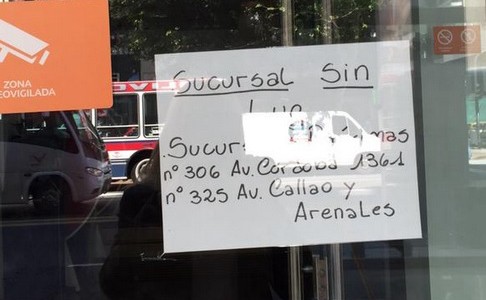 ZONA
Sucursal Sin
n° 306 Av. Cordoba 1361
n° 325 Av. Callao y
Arenales